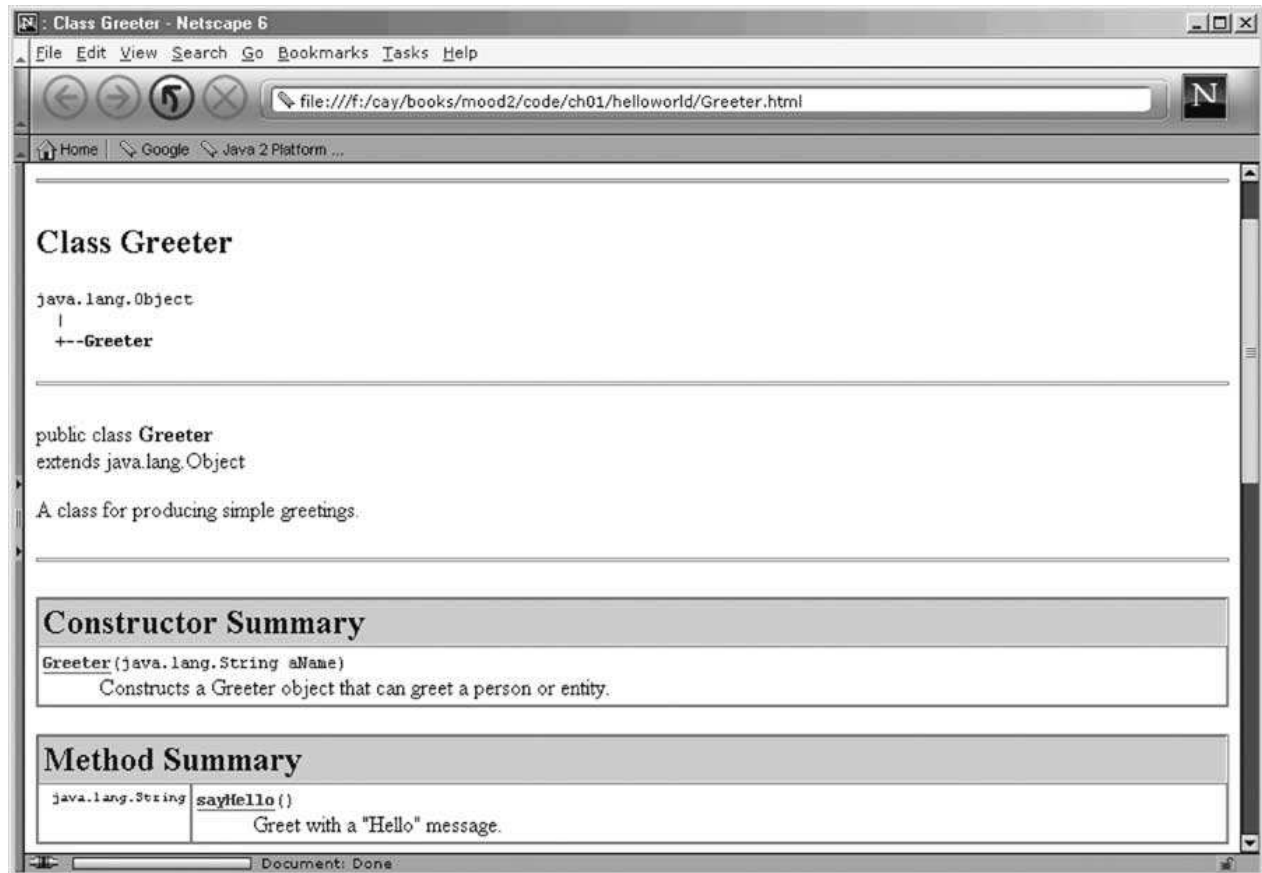 : Class Greeter - Netscape 6
File Edit View Search Go Bookmarks Tasks Help
file:///f:/cay/books/mood2/code/ch01/helloworld/Greeter.html
N
Home Google Java 2 Platform ...
Class Greeter
java.lang.Object
|
+--Greeter
public class Greeter
extends java.lang.Object
A class for producing simple greetings.
Constructor Summary
Greeter(java.lang.String aName)
Constructs a Greeter object that can greet a person or entity.
Method Summary
java.lang.String sayHello()
Greet with a "Hello" message.
Document: Done